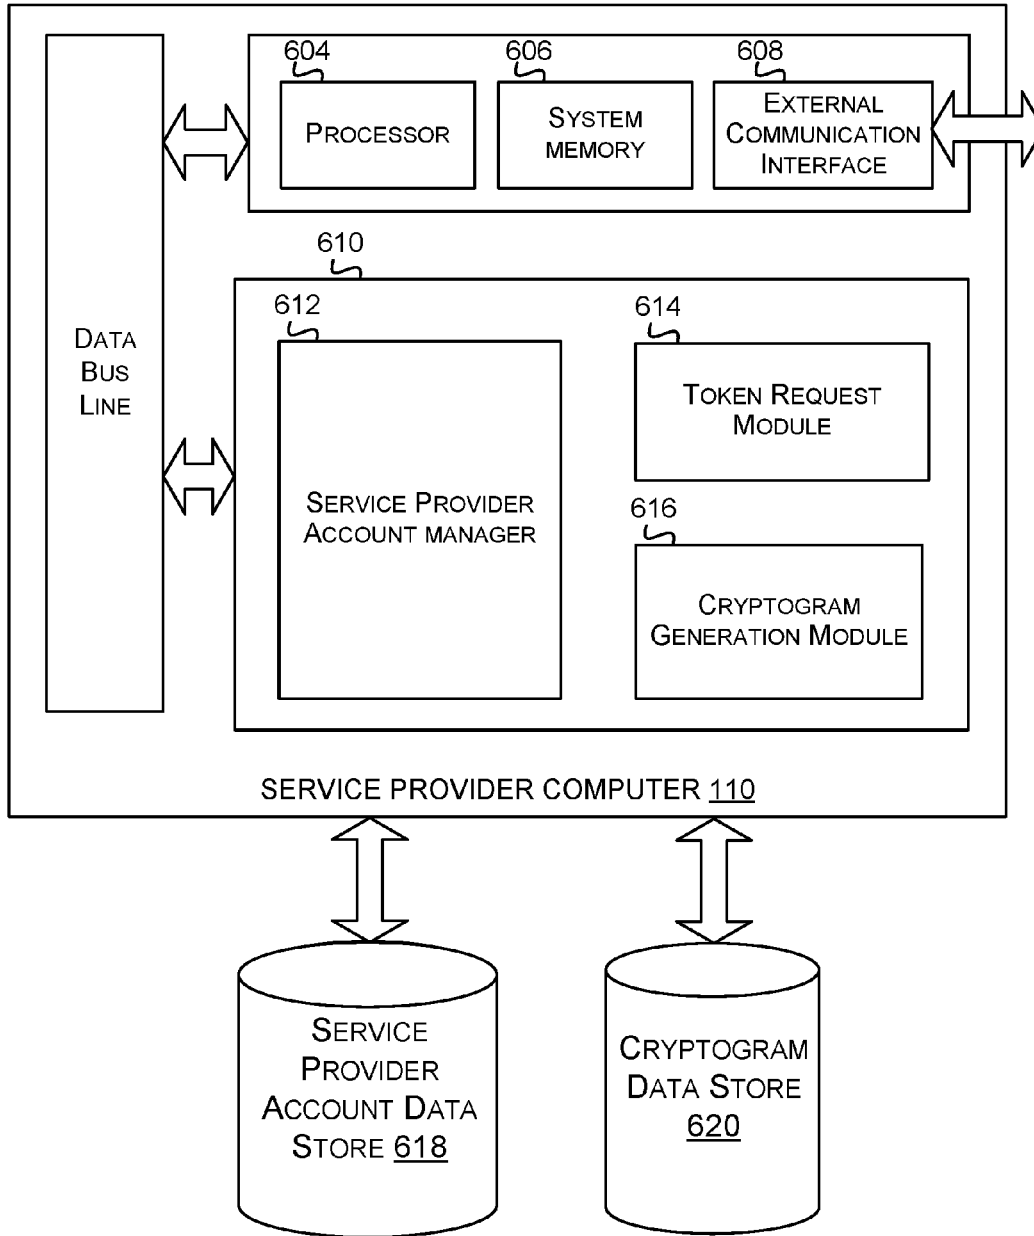 604
606
608
PROCESSOR
SYSTEM
MEMORY
EXTERNAL
COMMUNICATION
INTERFACE
610
612
614
DATA
BUS
LINE
TOKEN REQUEST
MODULE
SERVICE PROVIDER
ACCOUNT MANAGER
616
CRYPTOGRAM
GENERATION MODULE
SERVICE PROVIDER COMPUTER 110
SERVICE
PROVIDER
ACCOUNT DATA
STORE 618
CRYPTOGRAM
DATA STORE
620